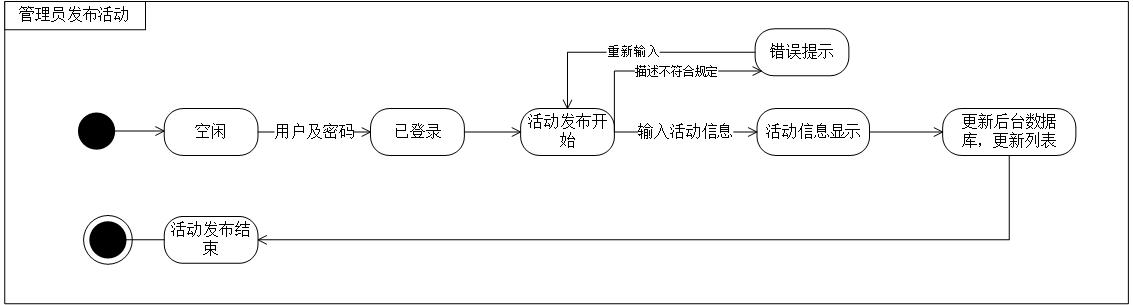 管理员发布活动
重新输入
错误提示
描述不符合规定
空闲
用户及密码
已登录
活动发布开
始
输入活动信息
活动信息显示
更新后台数据
库，更新列表
活动发布结
束